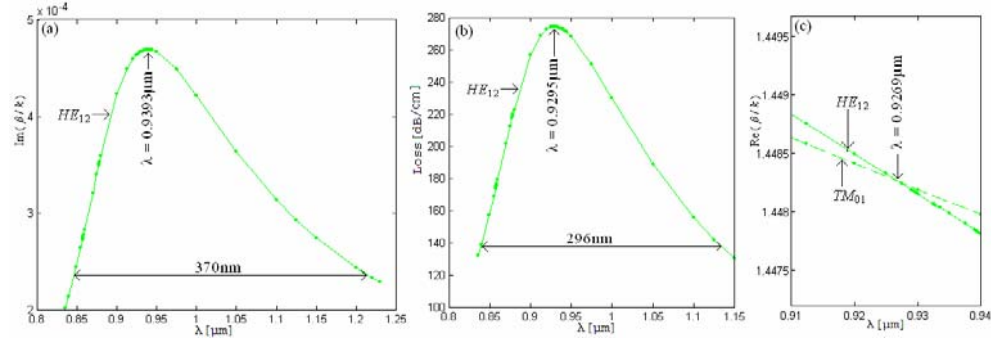 (a)
5 x 10⁻⁴
4
3
2
Im(β/k)
HE₁₂
λ = 0.9393μm
370nm
0.8 0.85 0.9 0.95 1 1.05 1.1 1.15 1.2 1.25
λ [μm]
(b)
280
260
240
220
200
180
160
140
120
100
Loss [dB/cm]
HE₁₂
λ = 0.9295μm
296nm
0.8 0.85 0.9 0.95 1 1.05 1.1 1.15
λ [μm]
(c)
1.4495
1.449
1.4485
1.448
1.4475
Re(β/k)
HE₁₂
λ = 0.9269μm
TM₀₁
0.91 0.92 0.93 0.94
λ [μm]